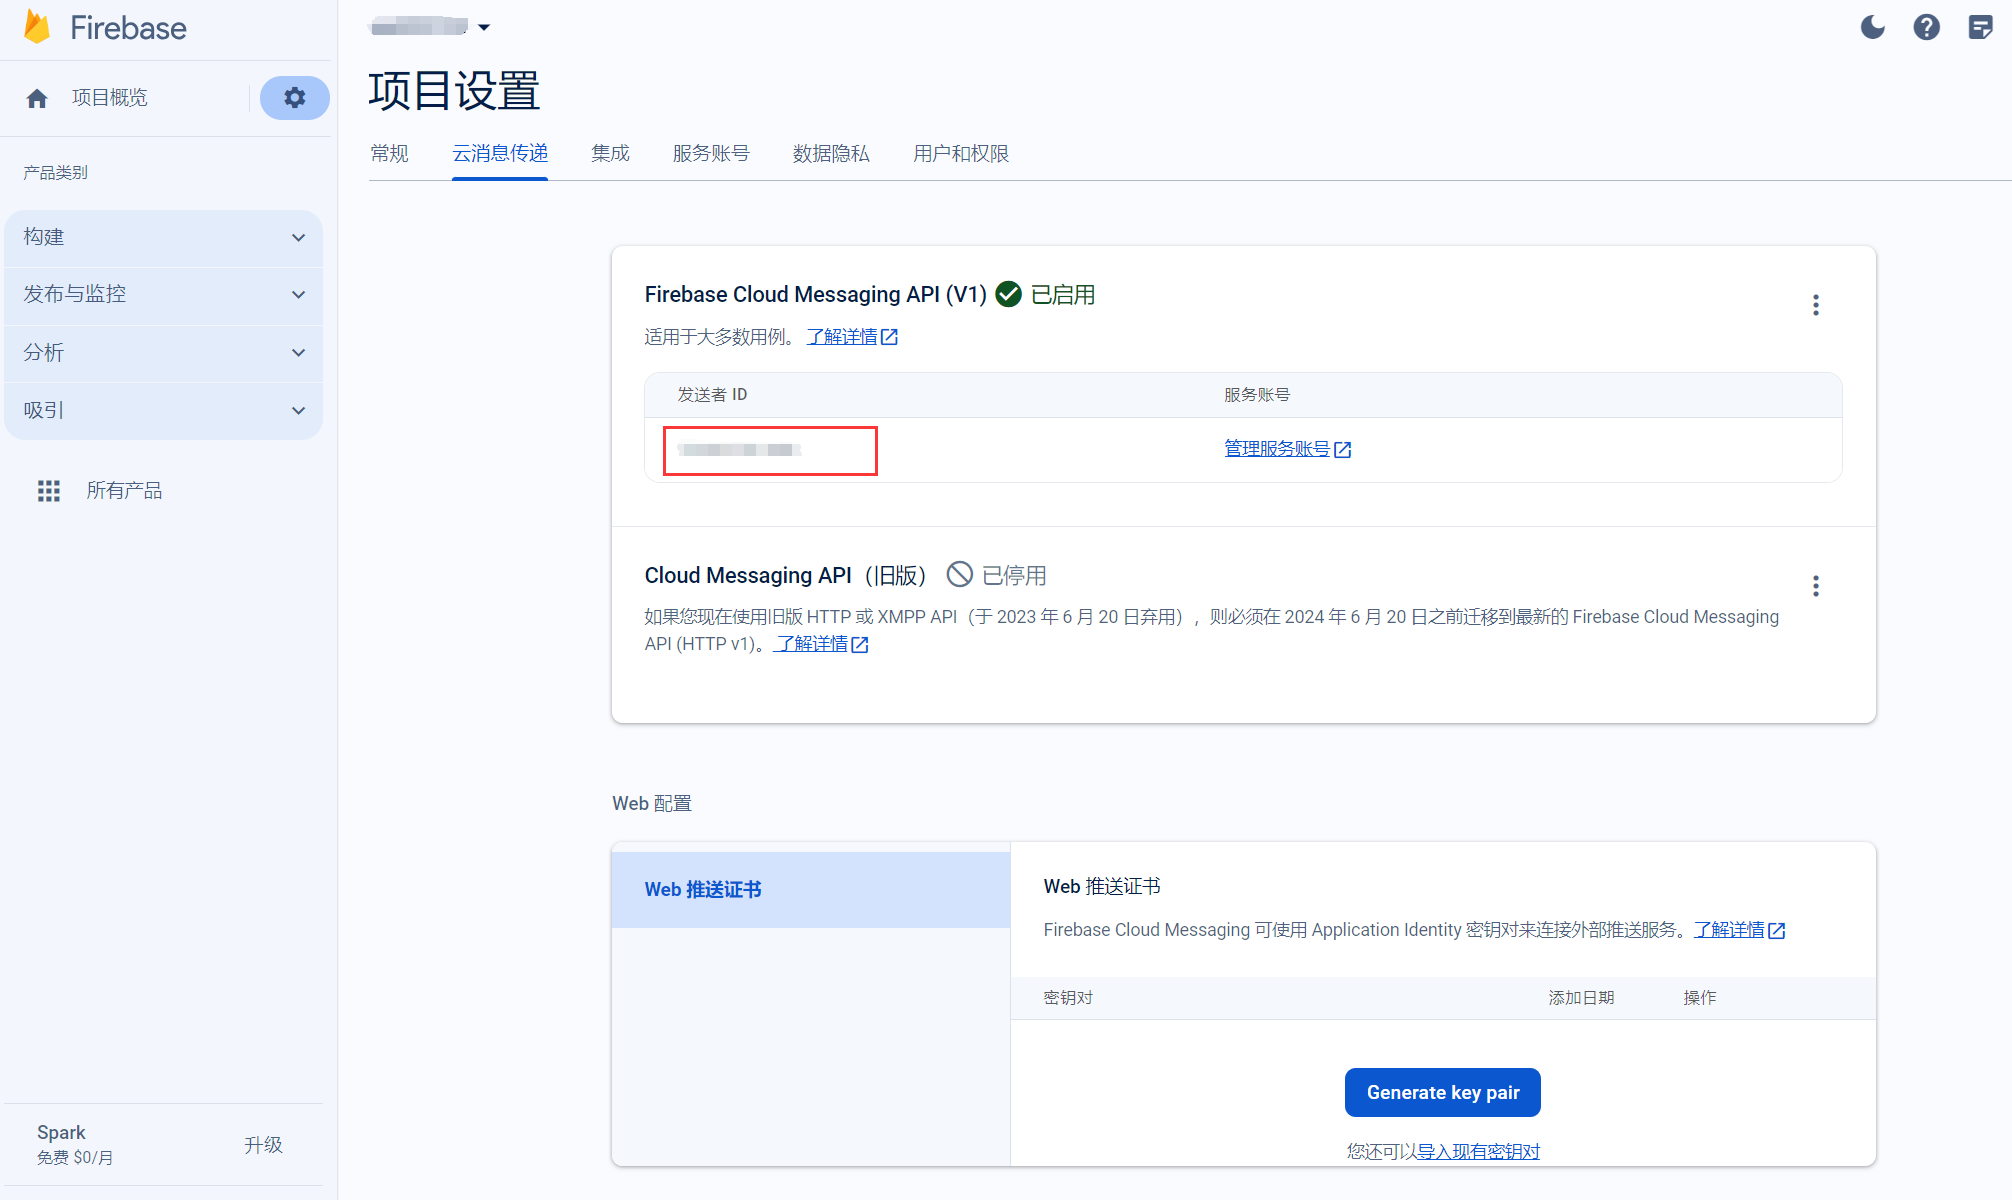 Firebase
项目概览
产品类别
构建
发布与监控
分析
吸引
所有产品
Spark
免费 $0/月
升级
项目设置
常规
云消息传递
集成
服务账号
数据隐私
用户和权限
Firebase Cloud Messaging API (V1) 已启用
适用于大多数用例。 了解详情
发送者 ID
服务账号
管理服务账号
Cloud Messaging API（旧版） 已停用
如果您现在使用旧版 HTTP 或 XMPP API（于 2023 年 6 月 20 日弃用），则必须在 2024 年 6 月 20 日之前迁移到最新的 Firebase Cloud Messaging
API (HTTP v1)。 了解详情
Web 配置
Web 推送证书
Web 推送证书
Firebase Cloud Messaging 可使用 Application Identity 密钥对来连接外部推送服务。 了解详情
密钥对
添加日期
操作
Generate key pair
您还可以导入现有密钥对